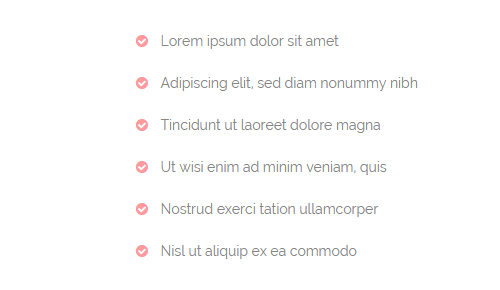 Lorem ipsum dolor sit amet
Adipiscing elit, sed diam nonummy nibh
Tincidunt ut laoreet dolore magna
Ut wisi enim ad minim veniam, quis
Nostrud exerci tation ullamcorper
Nisl ut aliquip ex ea commodo